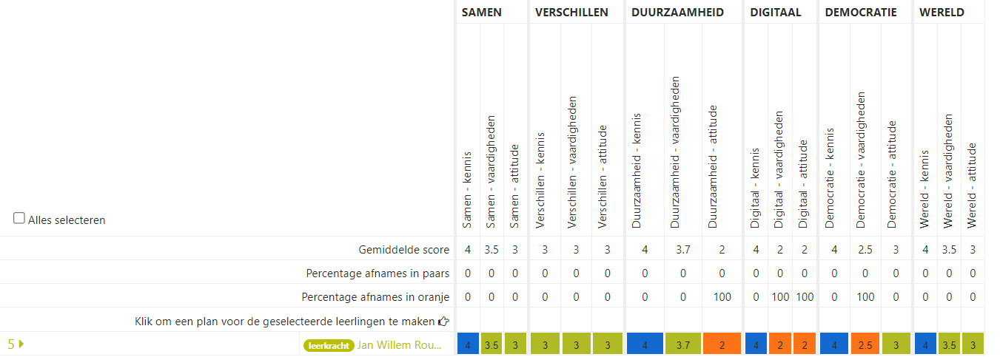 SAMEN VERSCHILLEN DUURZAAMHEID DIGITAAL DEMOCRATIE WERELD
Samen - kennis
Samen - vaardigheden
Samen - attitude
Verschillen - kennis
Verschillen - vaardigheden
Verschillen - attitude
Duurzaamheid - kennis
Duurzaamheid - vaardigheden
Duurzaamheid - attitude
Digitaal - kennis
Digitaal - vaardigheden
Digitaal - attitude
Democratie - kennis
Democratie - vaardigheden
Democratie - attitude
Wereld - kennis
Wereld - vaardigheden
Wereld - attitude
Alles selecteren
Gemiddelde score 4 3.5 3 3 3 3 4 3.7 2 4 2 2 4 2.5 3 4 3.5 3
Percentage afnames in paars 0 0 0 0 0 0 0 0 0 0 0 0 0 0 0 0 0 0
Percentage afnames in oranje 0 0 0 0 0 0 0 0 100 0 100 100 0 100 0 0 0 0
Klik om een plan voor de geselecteerde leerlingen te maken
5 leerkracht Jan Willem Rou... 4 3.5 3 3 3 3 4 3.7 2 4 2 2 4 2.5 3 4 3.5 3